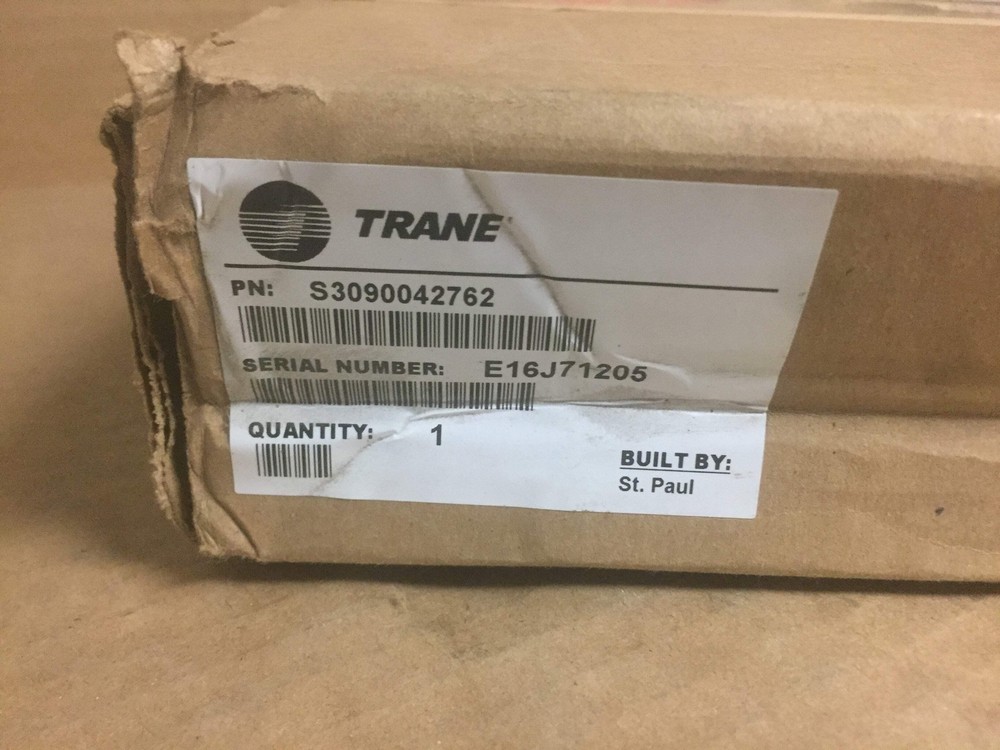 TRANE
PN: S3090042762
SERIAL NUMBER: E16J71205
QUANTITY: 1
BUILT BY:
St. Paul